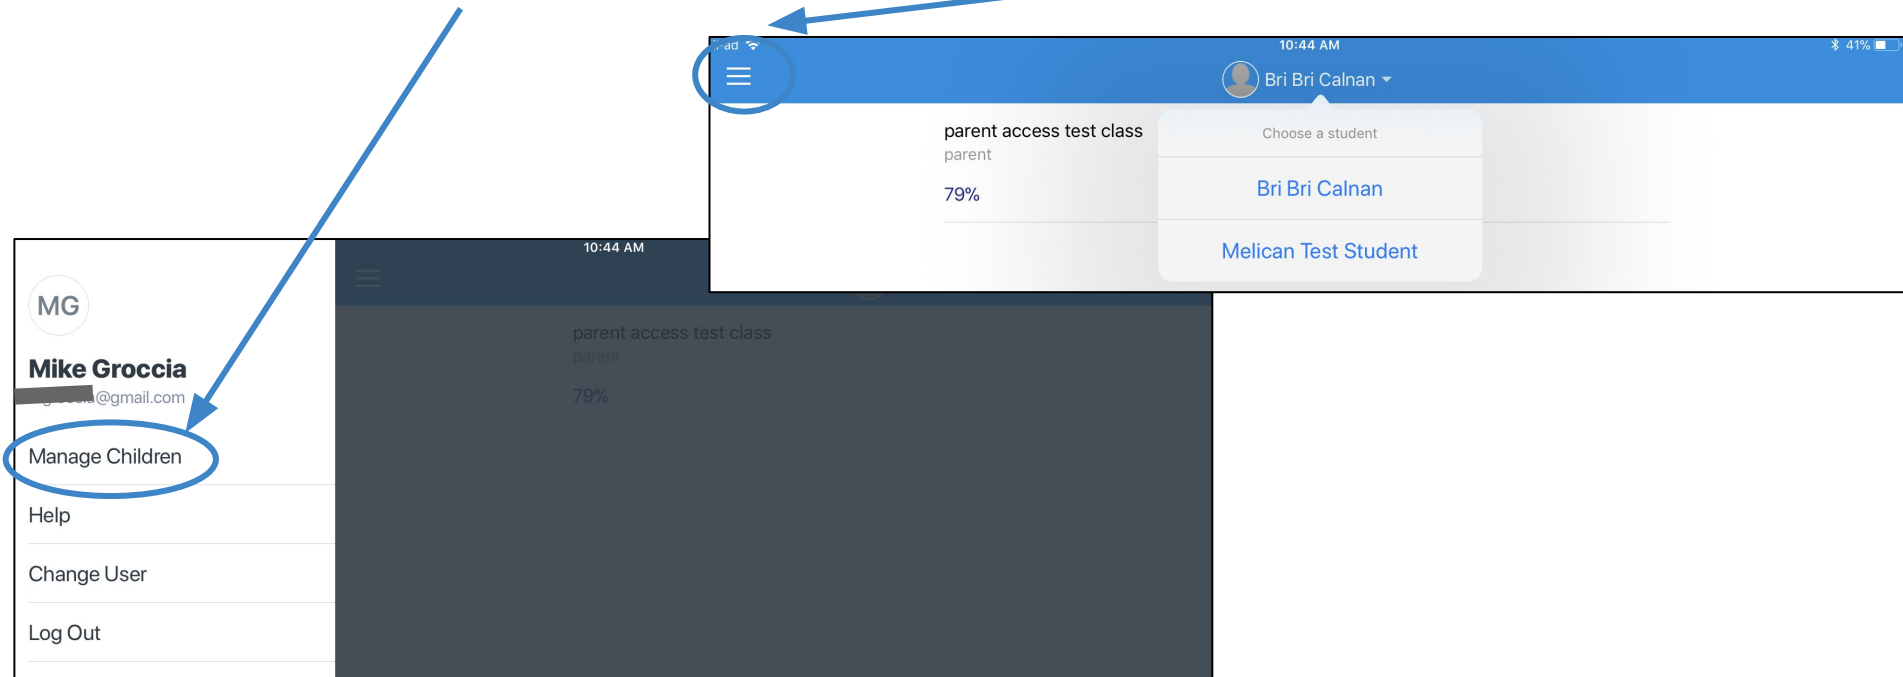 iPad 10:44 AM 41%
Bri Bri Calnan
parent access test class
parent
79%
Choose a student
Bri Bri Calnan
Melican Test Student
10:44 AM
MG
Mike Groccia
@gmail.com
Manage Children
Help
Change User
Log Out
parent access test class
parent
79%